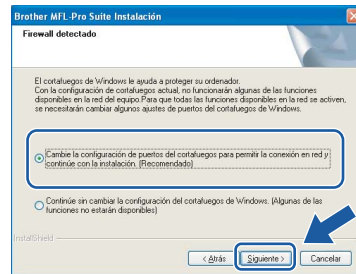 Brother MFL-Pro Suite Instalación
Firewall detectado
El cortafuegos de Windows le ayuda a proteger su ordenador.
Con la configuración de cortafuegos actual, no funcionarán algunas de las funciones
disponibles en la red del equipo.Para que todas las funciones disponibles en la red se activen,
se necesitarán cambiar algunos ajustes de puertos del cortafuegos de Windows.
Cambie la configuración de puertos del cortafuegos para permitir la conexión en red y
continúe con la instalación. (Recomendado)
Continúe sin cambiar la configuración del cortafuegos de Windows. (Algunas de las
funciones no estarán disponibles)
InstallShield
< Atrás
Siguiente >
Cancelar